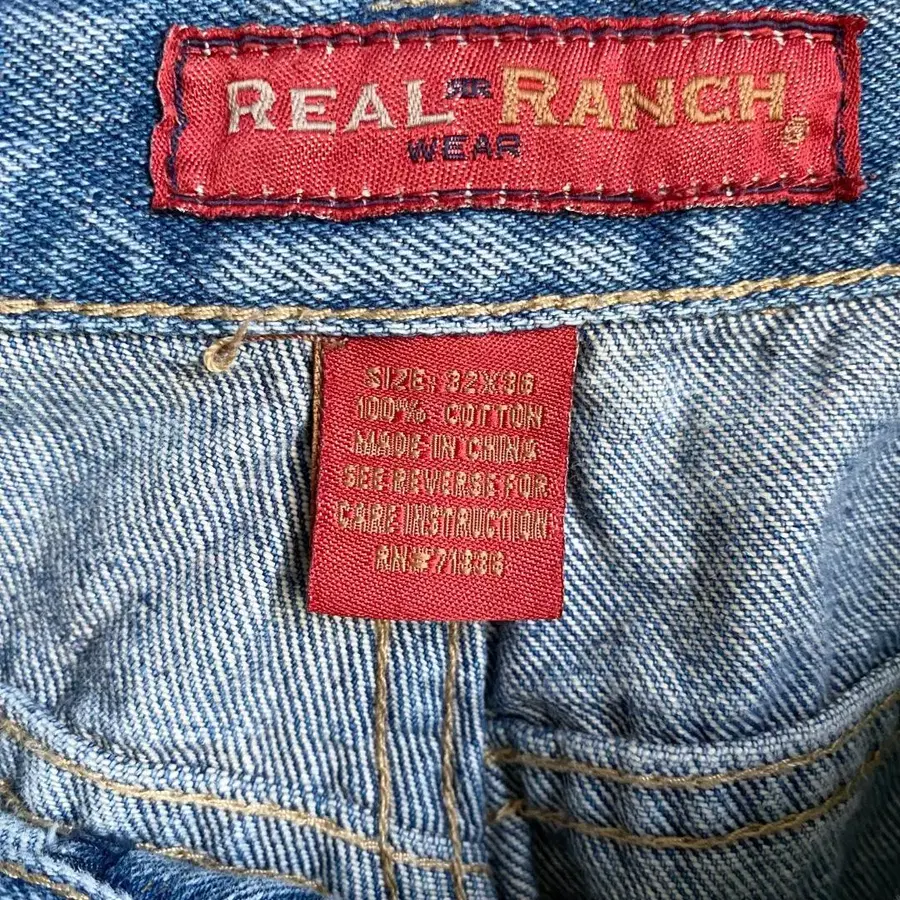 REAL RANCH
WEAR
SIZE: 32X36
100% COTTON
MADE IN CHINA
SEE REVERSE FOR
CARE INSTRUCTION